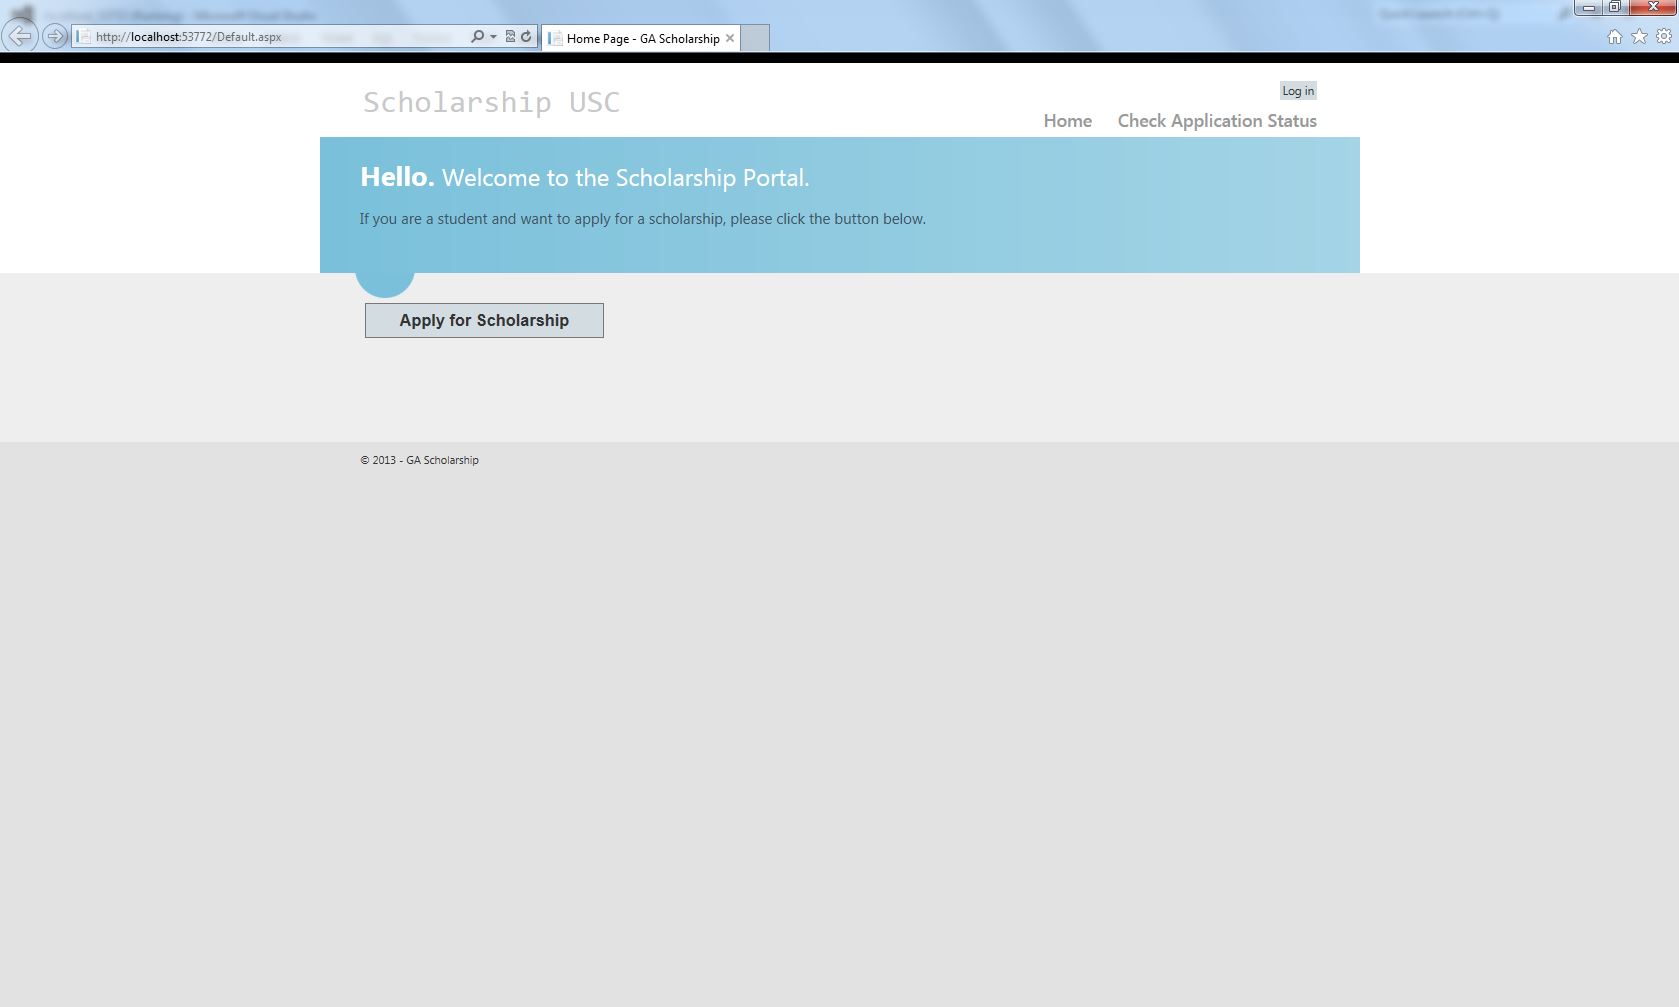 http://localhost:53772/Default.aspx
Home Page - GA Scholarship
Log in
Scholarship USC
Home
Check Application Status
Hello. Welcome to the Scholarship Portal.
If you are a student and want to apply for a scholarship, please click the button below.
Apply for Scholarship
© 2013 - GA Scholarship